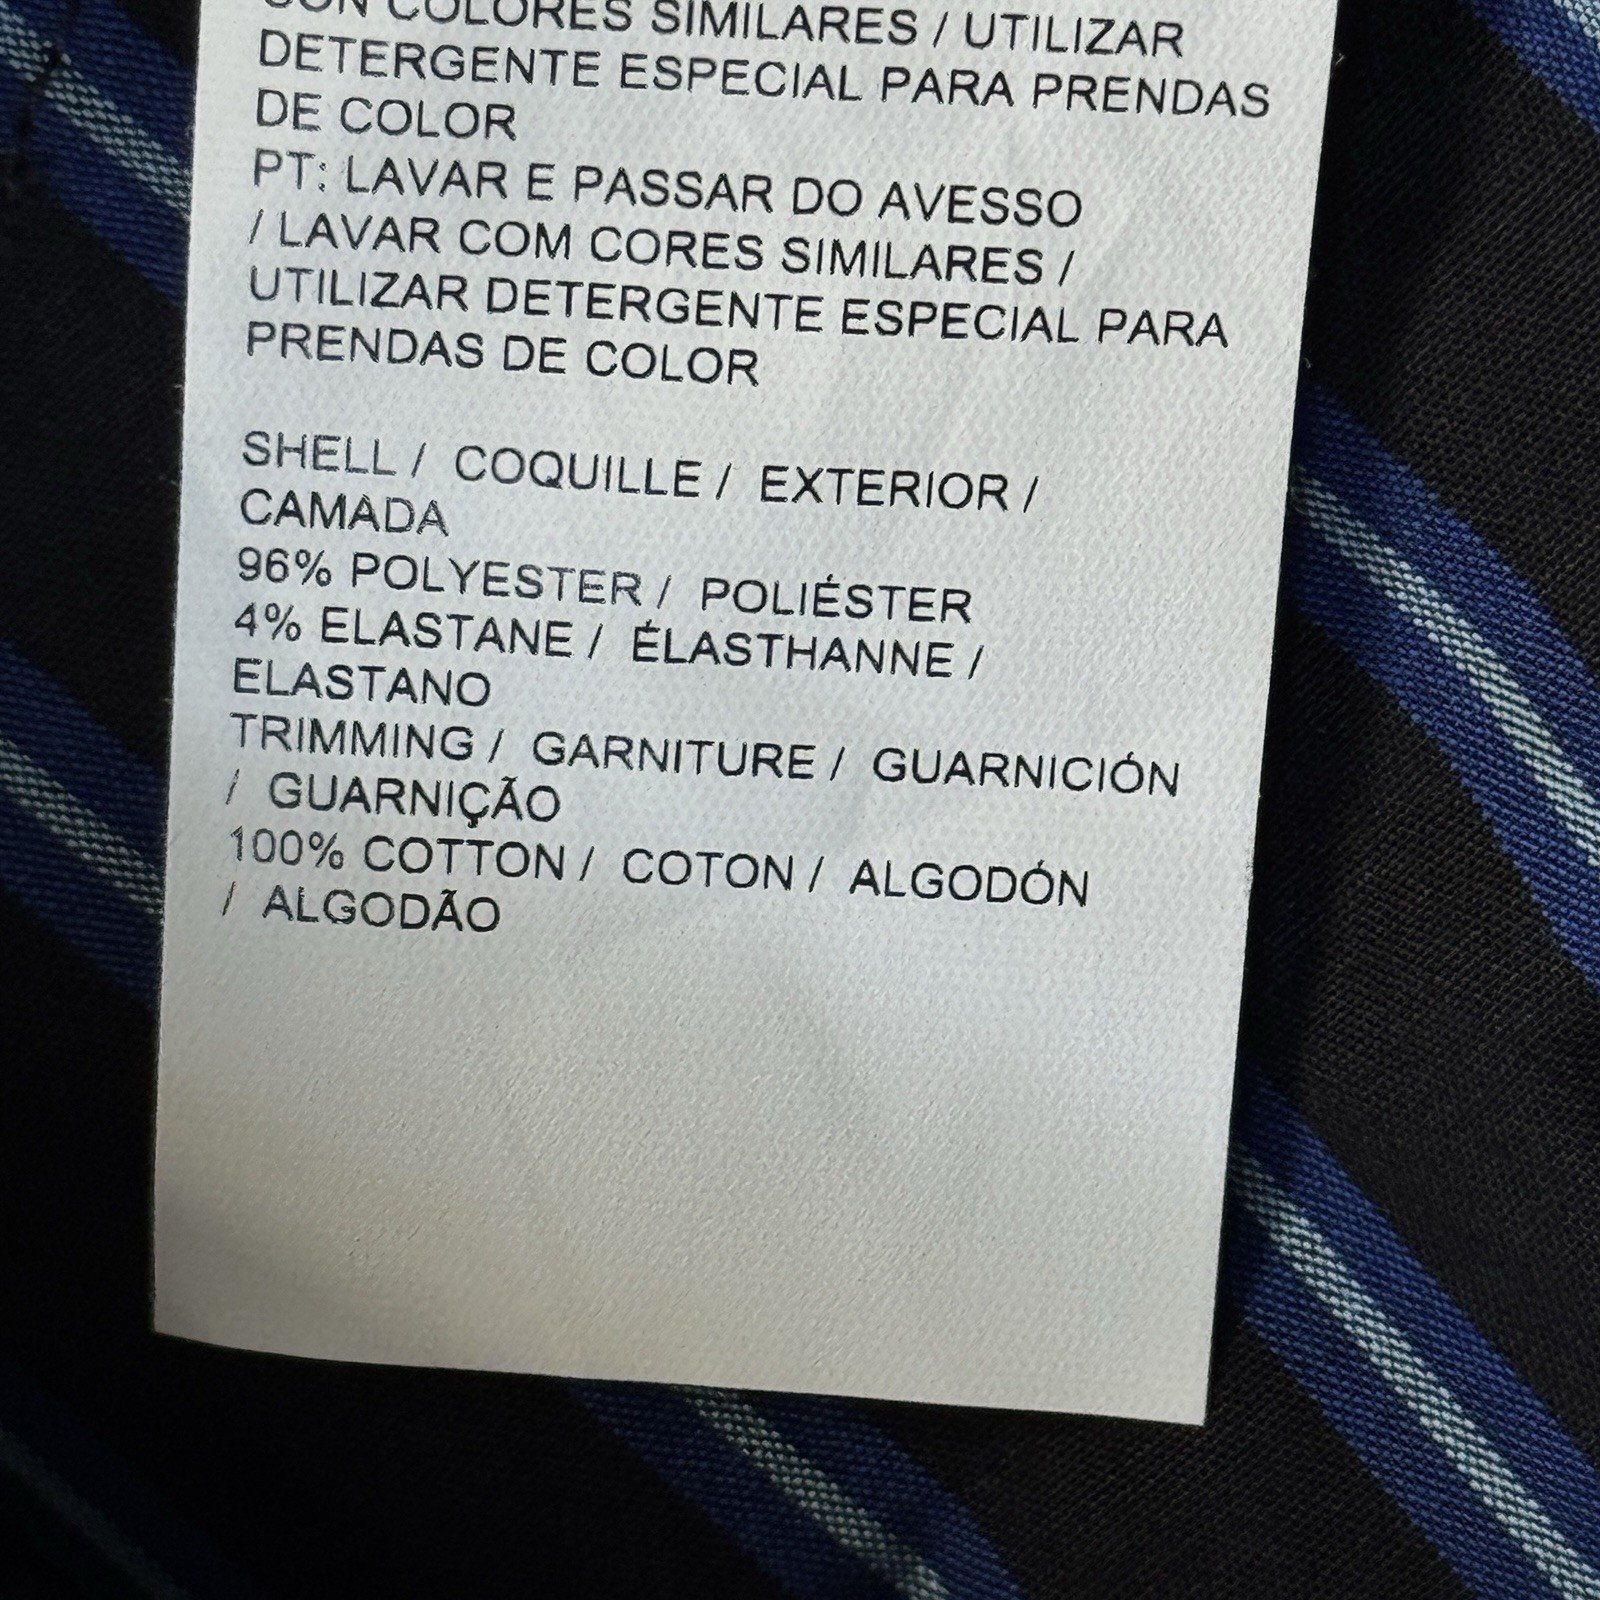 CON COLORES SIMILARES / UTILIZAR
DETERGENTE ESPECIAL PARA PRENDAS
DE COLOR
PT: LAVAR E PASSAR DO AVESSO
/ LAVAR COM CORES SIMILARES /
UTILIZAR DETERGENTE ESPECIAL PARA
PRENDAS DE COLOR
SHELL / COQUILLE / EXTERIOR /
CAMADA
96% POLYESTER / POLIÉSTER
4% ELASTANE / ÉLASTHANNE /
ELASTANO
TRIMMING / GARNITURE / GUARNICIÓN
/ GUARNIÇÃO
100% COTTON / COTON / ALGODÓN
/ ALGODÃO